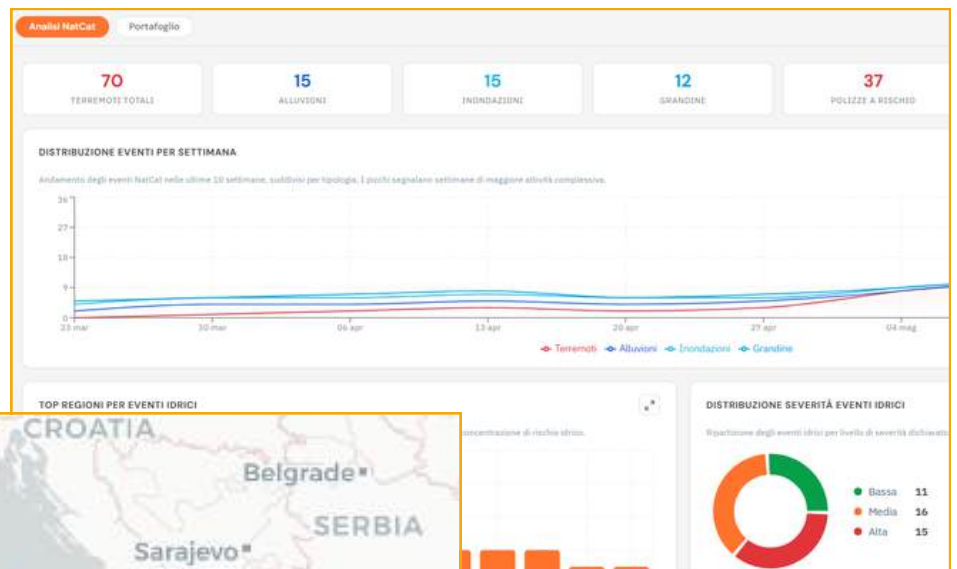 Analisi NatCat
Portafoglio
70
TERREMOTI TOTALI
15
ALLUVIONI
15
INONDAZIONI
12
GRANDINE
37
POLIZZE A RISCHIO
DISTRIBUZIONE EVENTI PER SETTIMANA
Andamento degli eventi NatCat nelle ultime 10 settimane, suddivisi per tipologia. I picchi segnalano settimane di maggiore attività complessiva.
36
27
18
9
0
23 mar
30 mar
06 apr
13 apr
20 apr
27 apr
04 mag
Terremoti
Alluvioni
Inondazioni
Grandine
TOP REGIONI PER EVENTI IDRICI
concentrazione di rischio idrico.
DISTRIBUZIONE SEVERITÀ EVENTI IDRICI
Ripartizione degli eventi idrici per livello di severità
Bassa 11
Media 16
Alta 15
CROATIA
Belgrade
SERBIA
Sarajevo